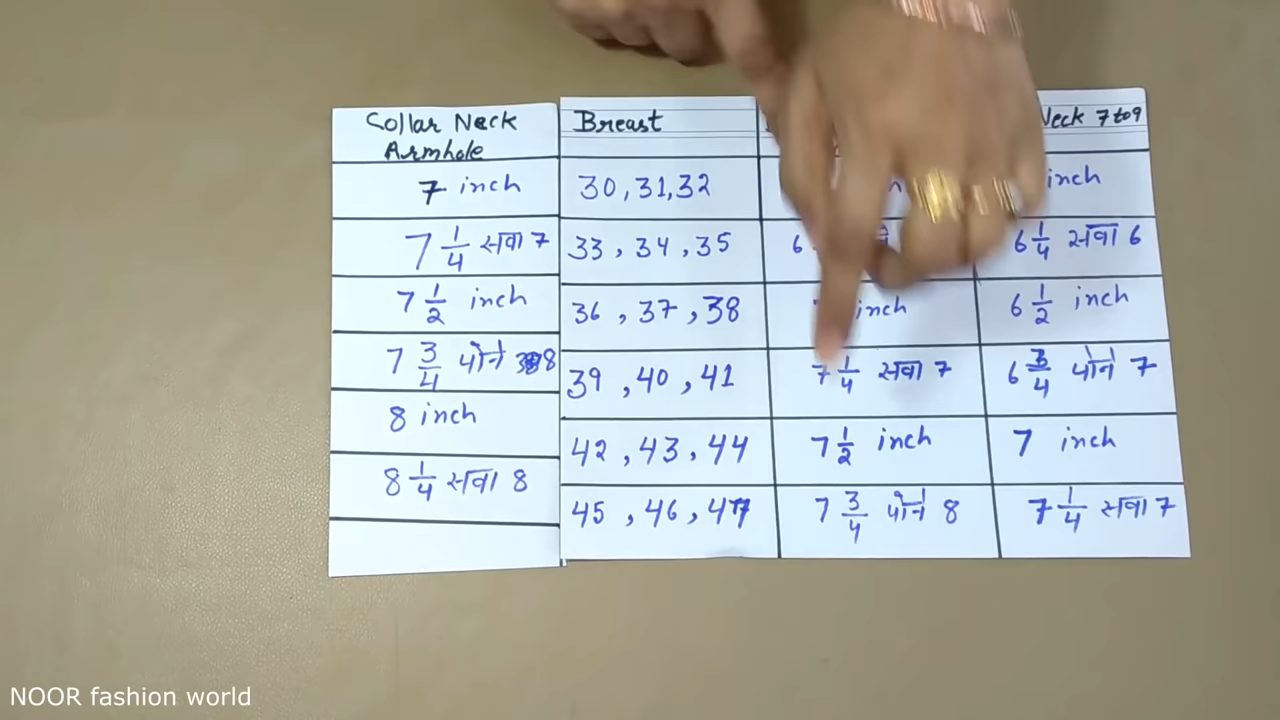 Collar Neck Armhole
Breast
Neck 7 to 9
7 inch
30, 31, 32
inch
7 1/4 सवा 7
33, 34, 35
6
6 1/4 सवा 6
7 1/2 inch
36, 37, 38
inch
6 1/2 inch
7 3/4 पौने 8
39, 40, 41
7 1/4 सवा 7
6 3/4 पौने 7
8 inch
42, 43, 44
7 1/2 inch
7 inch
8 1/4 सवा 8
45, 46, 47
7 3/4 पौने 8
7 1/4 सवा 7
NOOR fashion world